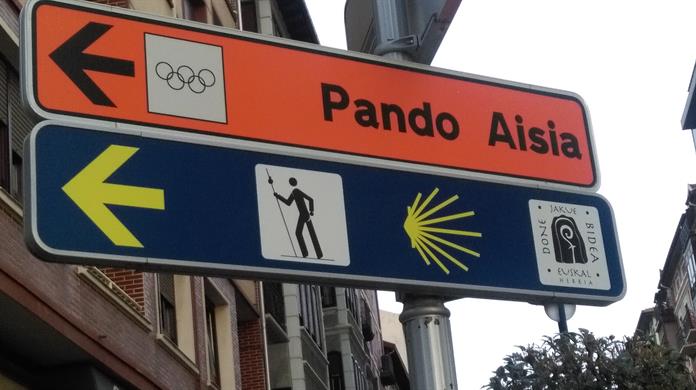 Pando Aisia
DONE JAKUE BIDEA
EUSKAL
HERRIA